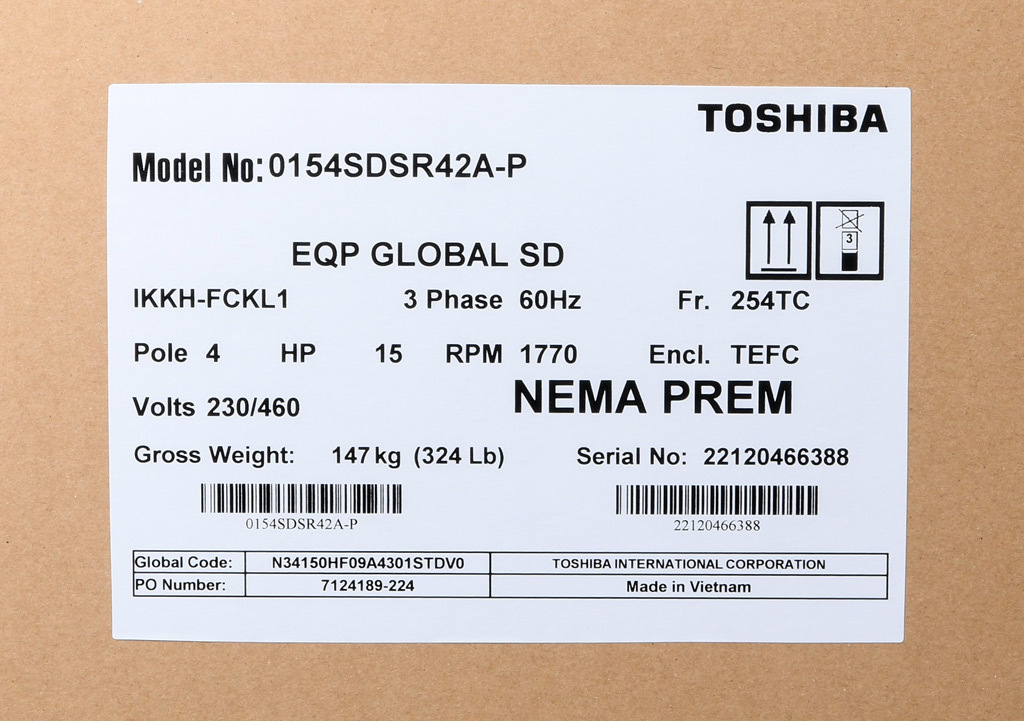 TOSHIBA
Model No: 0154SDSR42A-P
3
EQP GLOBAL SD
IKKH-FCKL1 3 Phase 60Hz Fr. 254TC
Pole 4 HP 15 RPM 1770 Encl. TEFC
Volts 230/460 NEMA PREM
Gross Weight: 147 kg (324 Lb) Serial No: 22120466388
0154SDSR42A-P 22120466388
Global Code: N34150HF09A4301STDV0 TOSHIBA INTERNATIONAL CORPORATION
PO Number: 7124189-224 Made in Vietnam